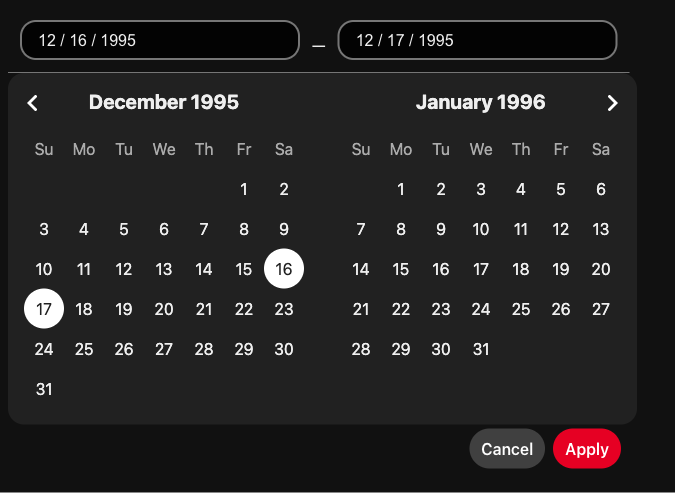 12 / 16 / 1995 – 12 / 17 / 1995
December 1995
Su Mo Tu We Th Fr Sa
1 2
3 4 5 6 7 8 9
10 11 12 13 14 15 16
17 18 19 20 21 22 23
24 25 26 27 28 29 30
31
January 1996
Su Mo Tu We Th Fr Sa
1 2 3 4 5 6
7 8 9 10 11 12 13
14 15 16 17 18 19 20
21 22 23 24 25 26 27
28 29 30 31
Cancel Apply